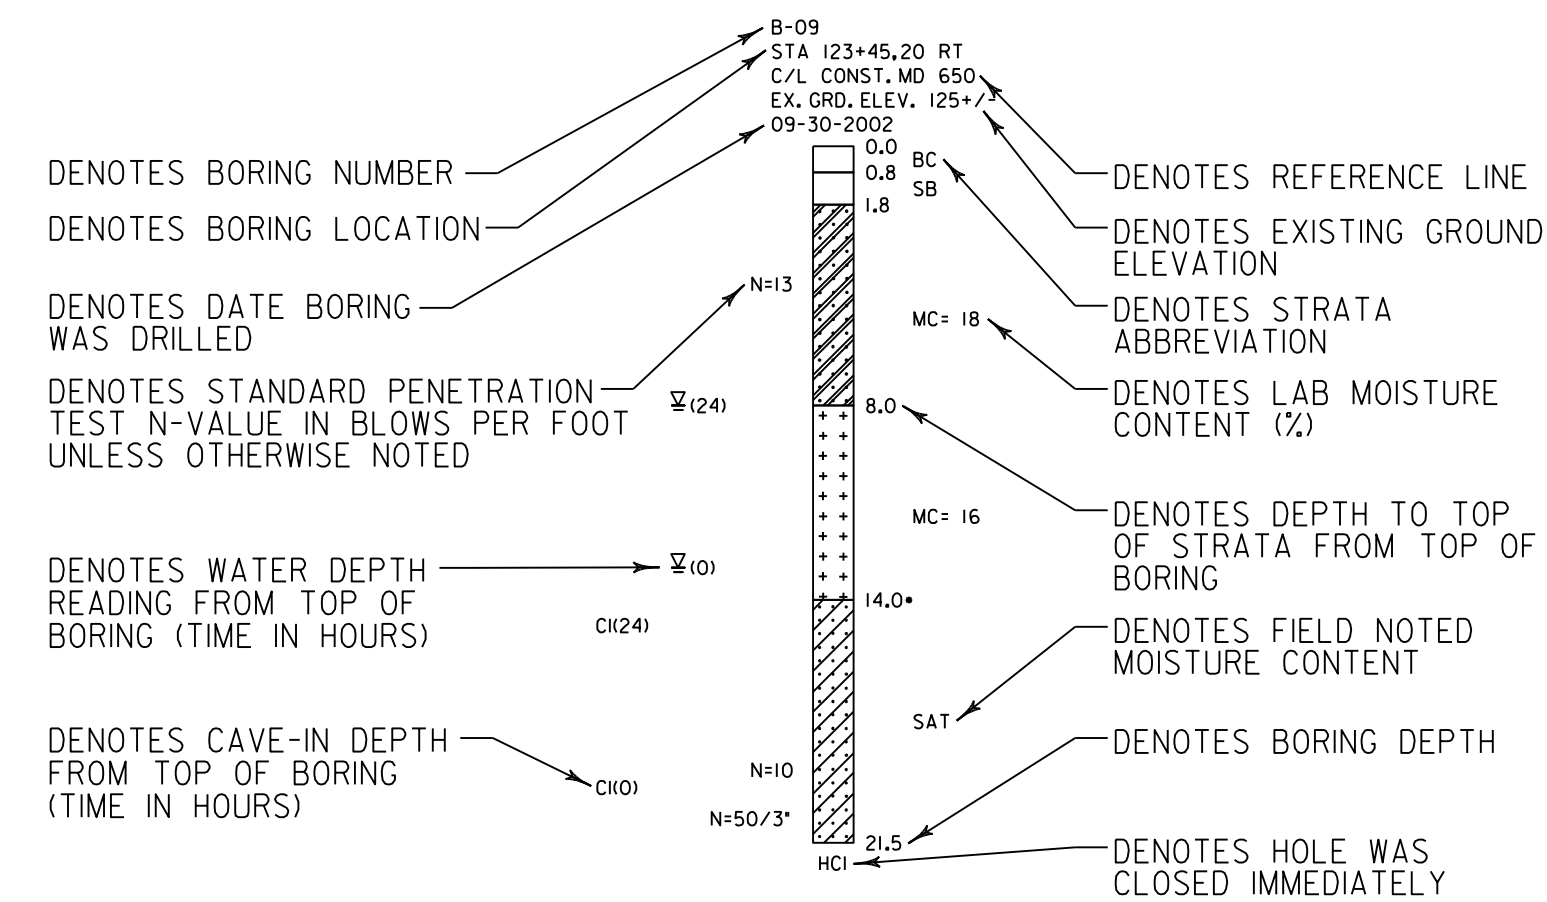 B-09
STA 123+45,20 RT
C/L CONST. MD 650
EX. GRD. ELEV. 125+/-
09-30-2002
DENOTES BORING NUMBER
DENOTES BORING LOCATION
DENOTES DATE BORING
WAS DRILLED
DENOTES STANDARD PENETRATION
TEST N-VALUE IN BLOWS PER FOOT
UNLESS OTHERWISE NOTED
DENOTES WATER DEPTH
READING FROM TOP OF
BORING (TIME IN HOURS)
DENOTES CAVE-IN DEPTH
FROM TOP OF BORING
(TIME IN HOURS)
N=13
(24)
(0)
CI(24)
CI(0)
N=10
N=50/3"
0.0
0.8
1.8
8.0
14.0*
21.5
HCI
BC
SB
MC= 18
MC= 16
SAT
DENOTES REFERENCE LINE
DENOTES EXISTING GROUND
ELEVATION
DENOTES STRATA
ABBREVIATION
DENOTES LAB MOISTURE
CONTENT (%)
DENOTES DEPTH TO TOP
OF STRATA FROM TOP OF
BORING
DENOTES FIELD NOTED
MOISTURE CONTENT
DENOTES BORING DEPTH
DENOTES HOLE WAS
CLOSED IMMEDIATELY